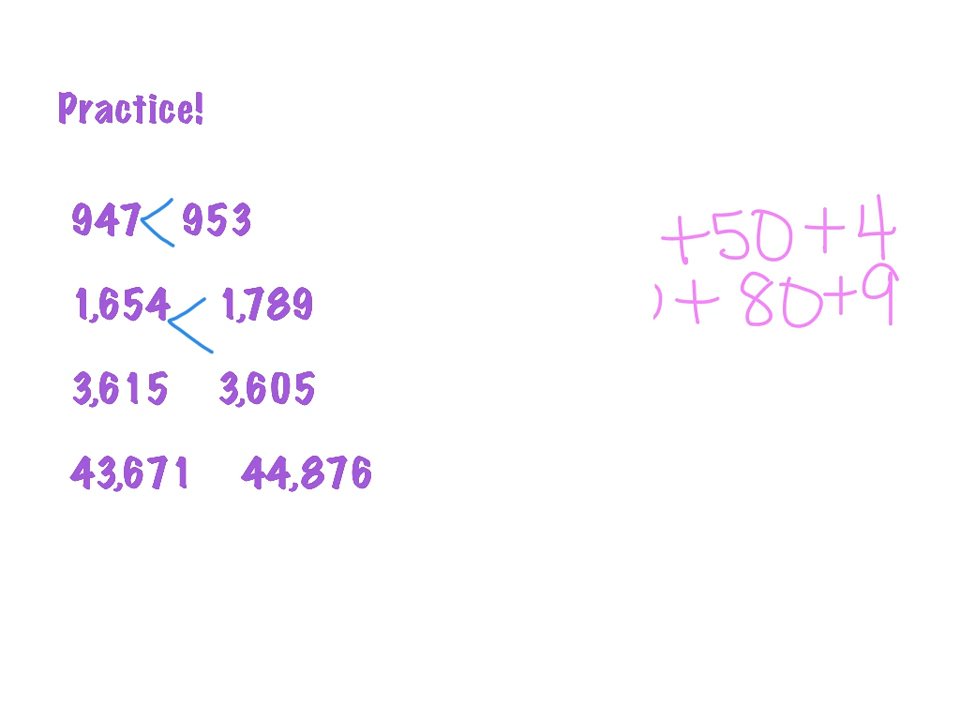 Practice!
947 < 953
+50+4
1,654 < 1,789
)+ 80+9
3,615 3,605
43,671 44,876